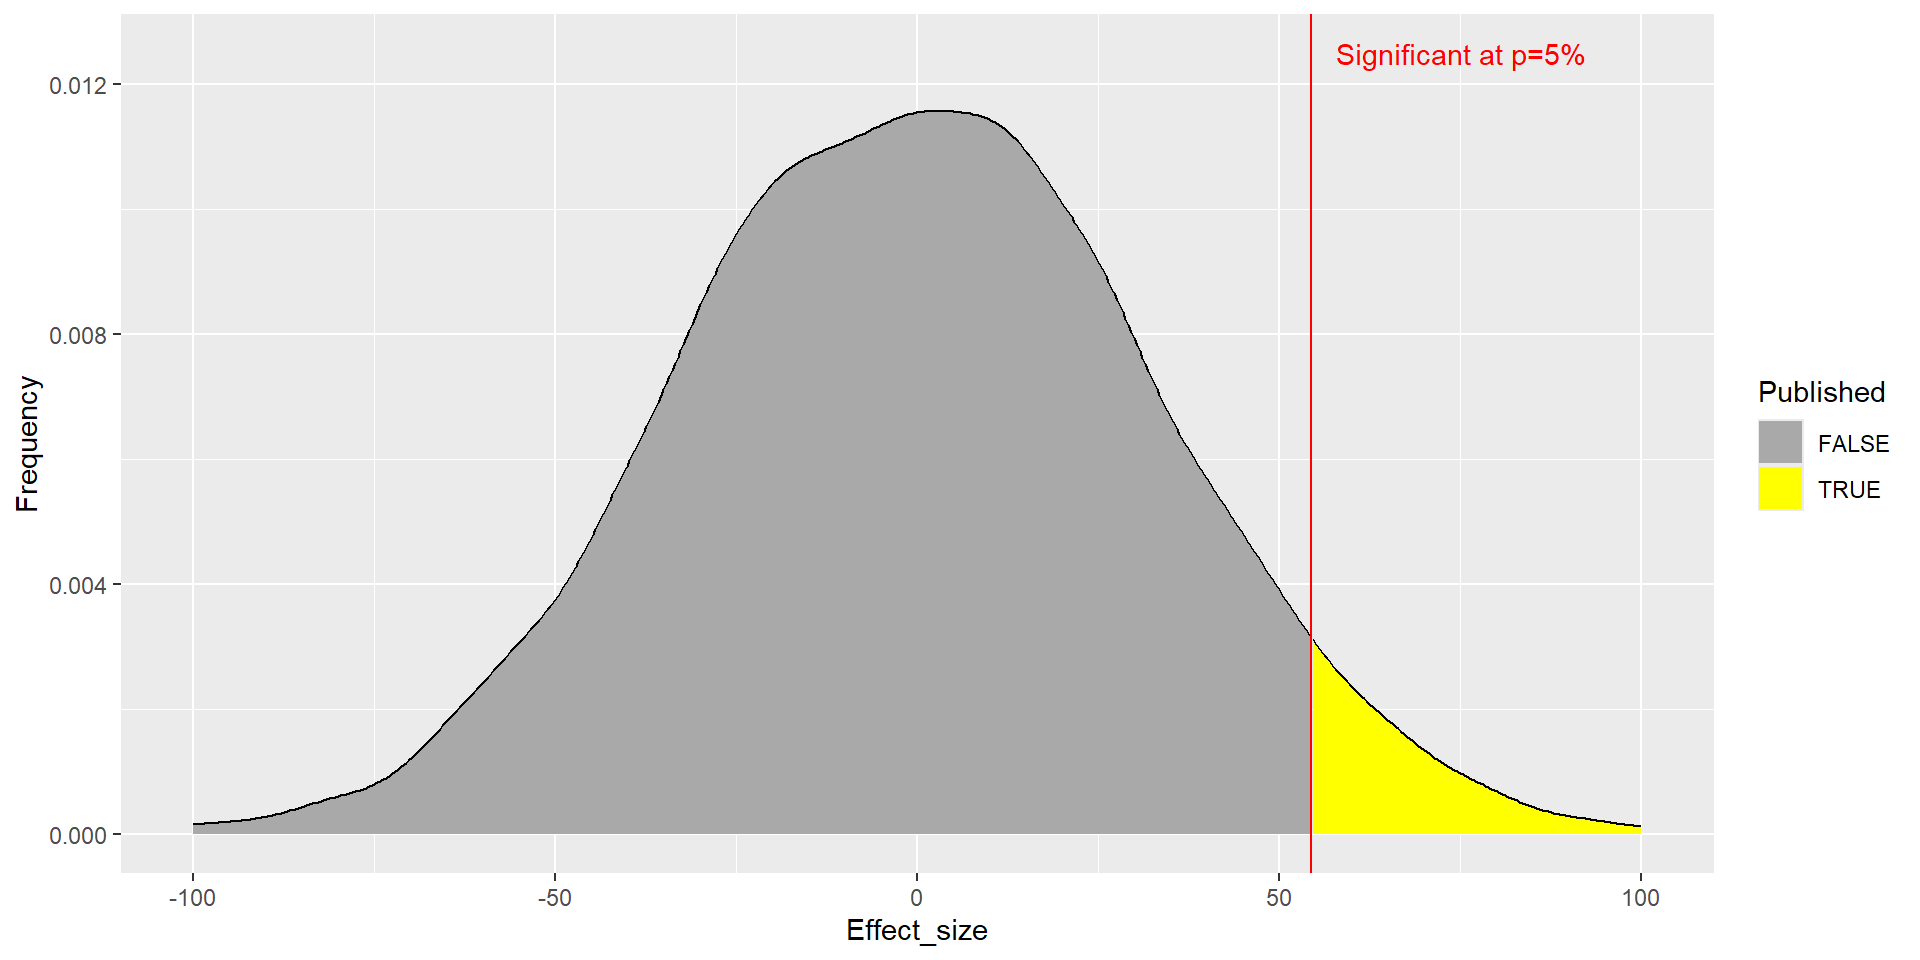 Significant at p=5%
0.012
0.008
0.004
0.000
Frequency
-100
-50
0
50
100
Effect_size
Published
FALSE
TRUE